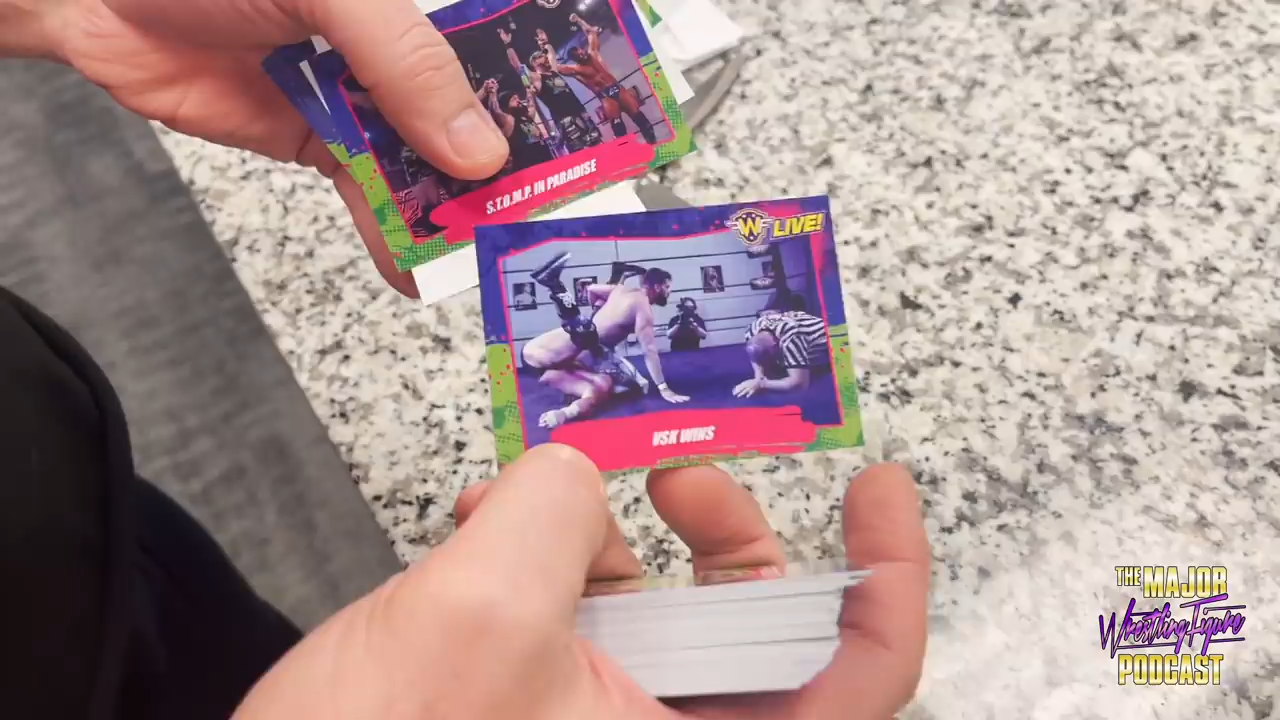 S.T.O.M.P. IN PARADISE
W LIVE!
VSK WINS
THE MAJOR
Wrestling Figure
PODCAST